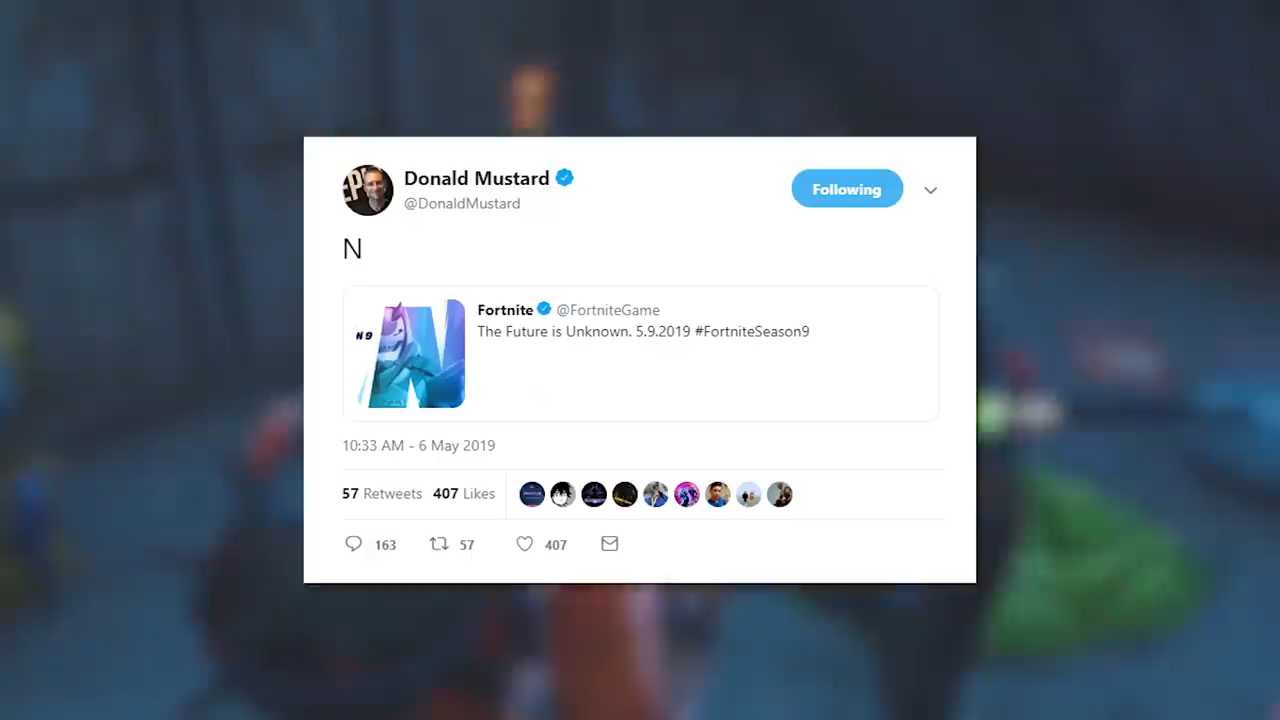 Donald Mustard
@DonaldMustard
Following
N
N9
Fortnite @FortniteGame
The Future is Unknown. 5.9.2019 #FortniteSeason9
10:33 AM - 6 May 2019
57 Retweets 407 Likes
163 57 407